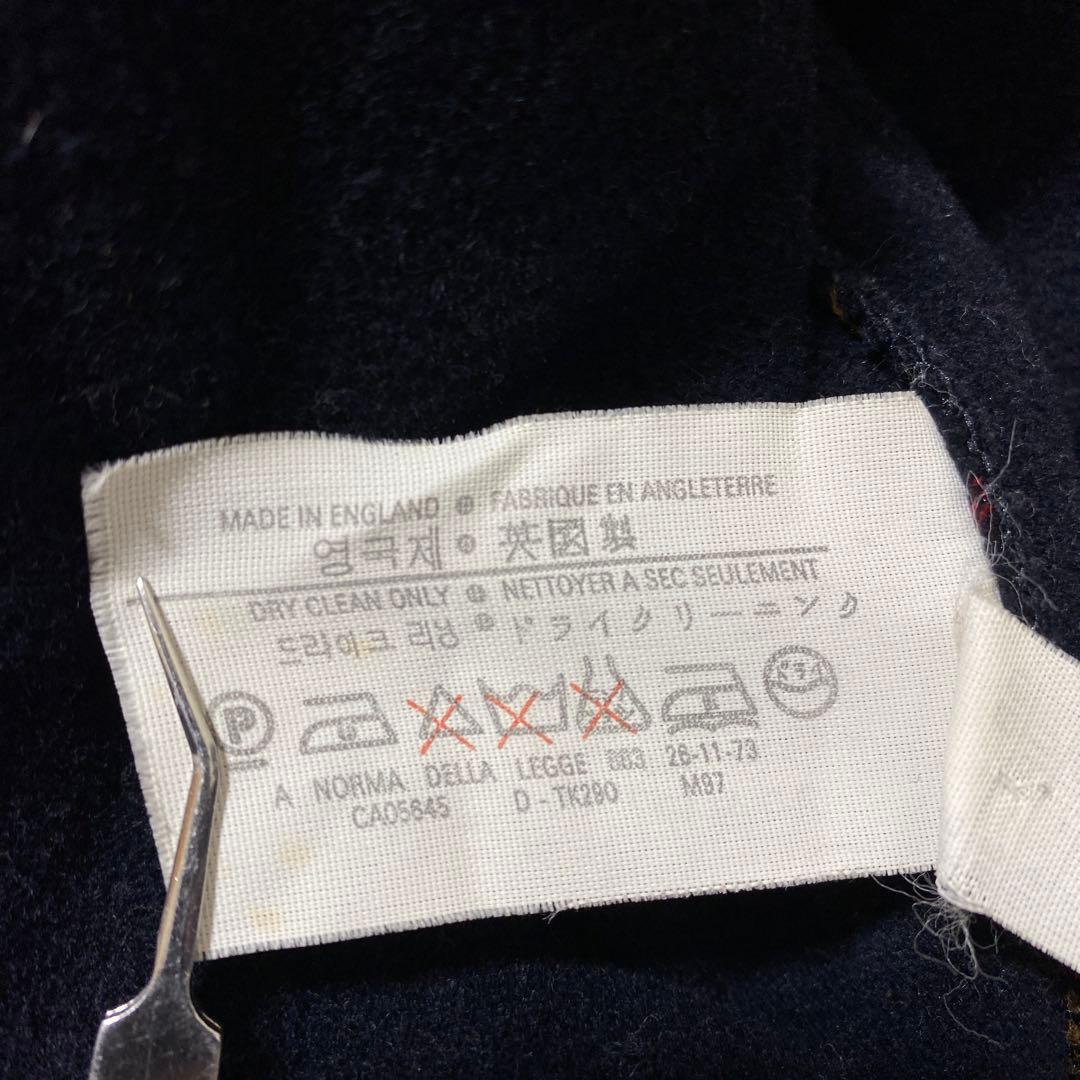 MADE IN ENGLAND ® FABRIQUE EN ANGLETERRE
영국제 ® 英國製
DRY CLEAN ONLY ® NETTOYER A SEC SEULEMENT
드라이크 리닝 ® ドライクリーニング
P
A NORMA DELLA LEGGE 883 26-11-73
CA05845 D-TK290 M97